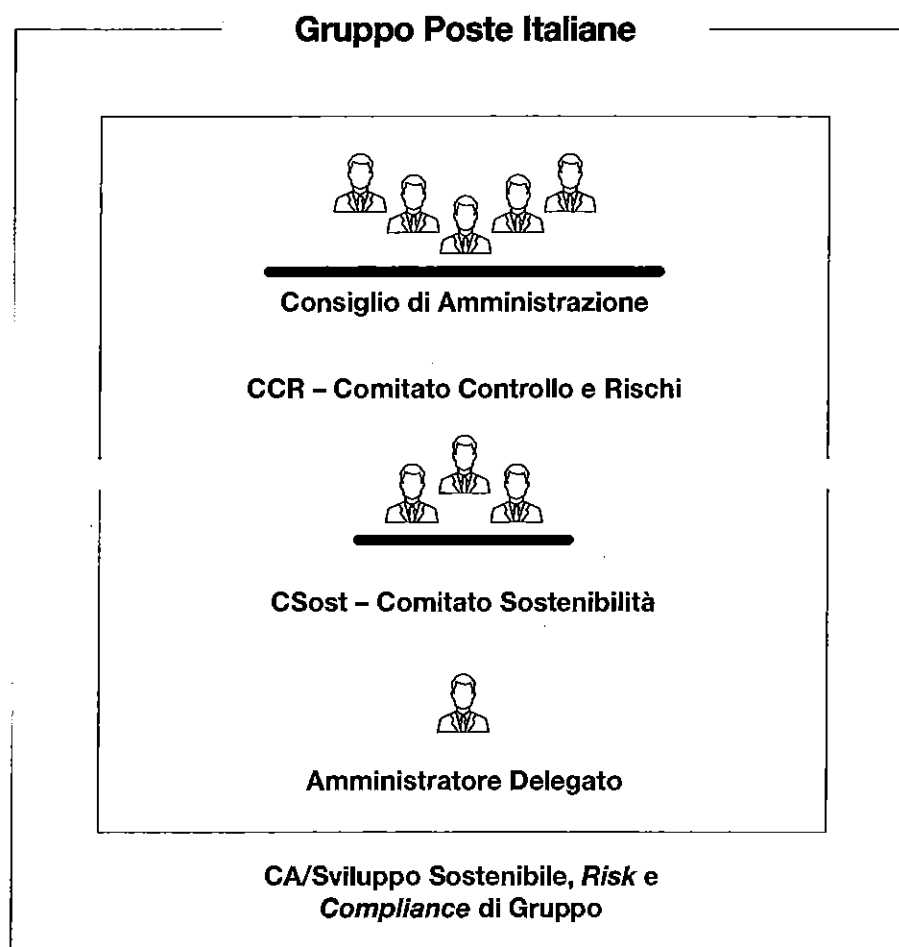 Gruppo Poste Italiane
Consiglio di Amministrazione
CCR – Comitato Controllo e Rischi
CSost – Comitato Sostenibilità
Amministratore Delegato
CA/Sviluppo Sostenibile, Risk e
Compliance di Gruppo